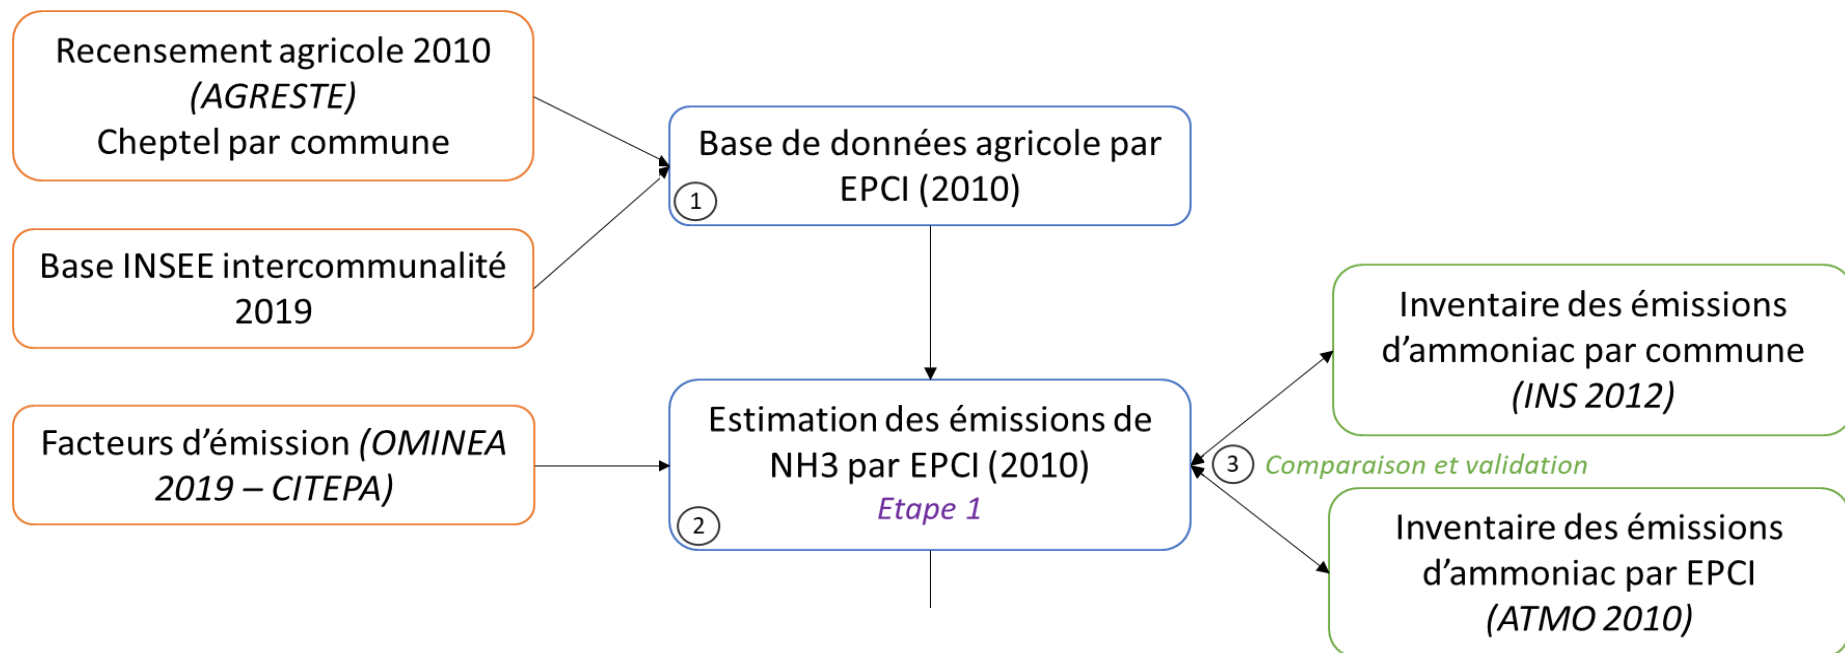 Recensement agricole 2010
(AGRESTE)
Cheptel par commune
Base de données agricole par
EPCI (2010)
1
Base INSEE intercommunalité
2019
Facteurs d'émission (OMINEA
2019 – CITEPA)
Estimation des émissions de
NH3 par EPCI (2010)
Etape 1
2
Inventaire des émissions
d'ammoniac par commune
(INS 2012)
3 Comparaison et validation
Inventaire des émissions
d'ammoniac par EPCI
(ATMO 2010)